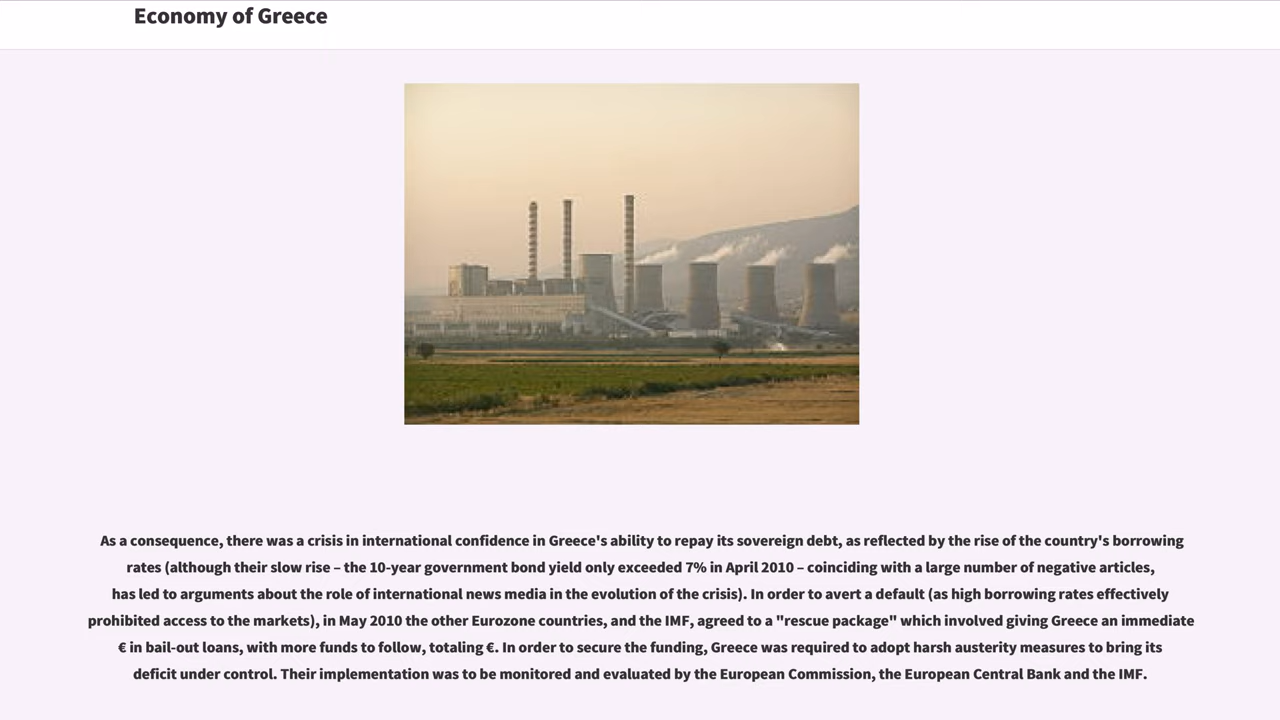 Economy of Greece
As a consequence, there was a crisis in international confidence in Greece's ability to repay its sovereign debt, as reflected by the rise of the country's borrowing
rates (although their slow rise – the 10-year government bond yield only exceeded 7% in April 2010 – coinciding with a large number of negative articles,
has led to arguments about the role of international news media in the evolution of the crisis). In order to avert a default (as high borrowing rates effectively
prohibited access to the markets), in May 2010 the other Eurozone countries, and the IMF, agreed to a "rescue package" which involved giving Greece an immediate
€ in bail-out loans, with more funds to follow, totaling €. In order to secure the funding, Greece was required to adopt harsh austerity measures to bring its
deficit under control. Their implementation was to be monitored and evaluated by the European Commission, the European Central Bank and the IMF.